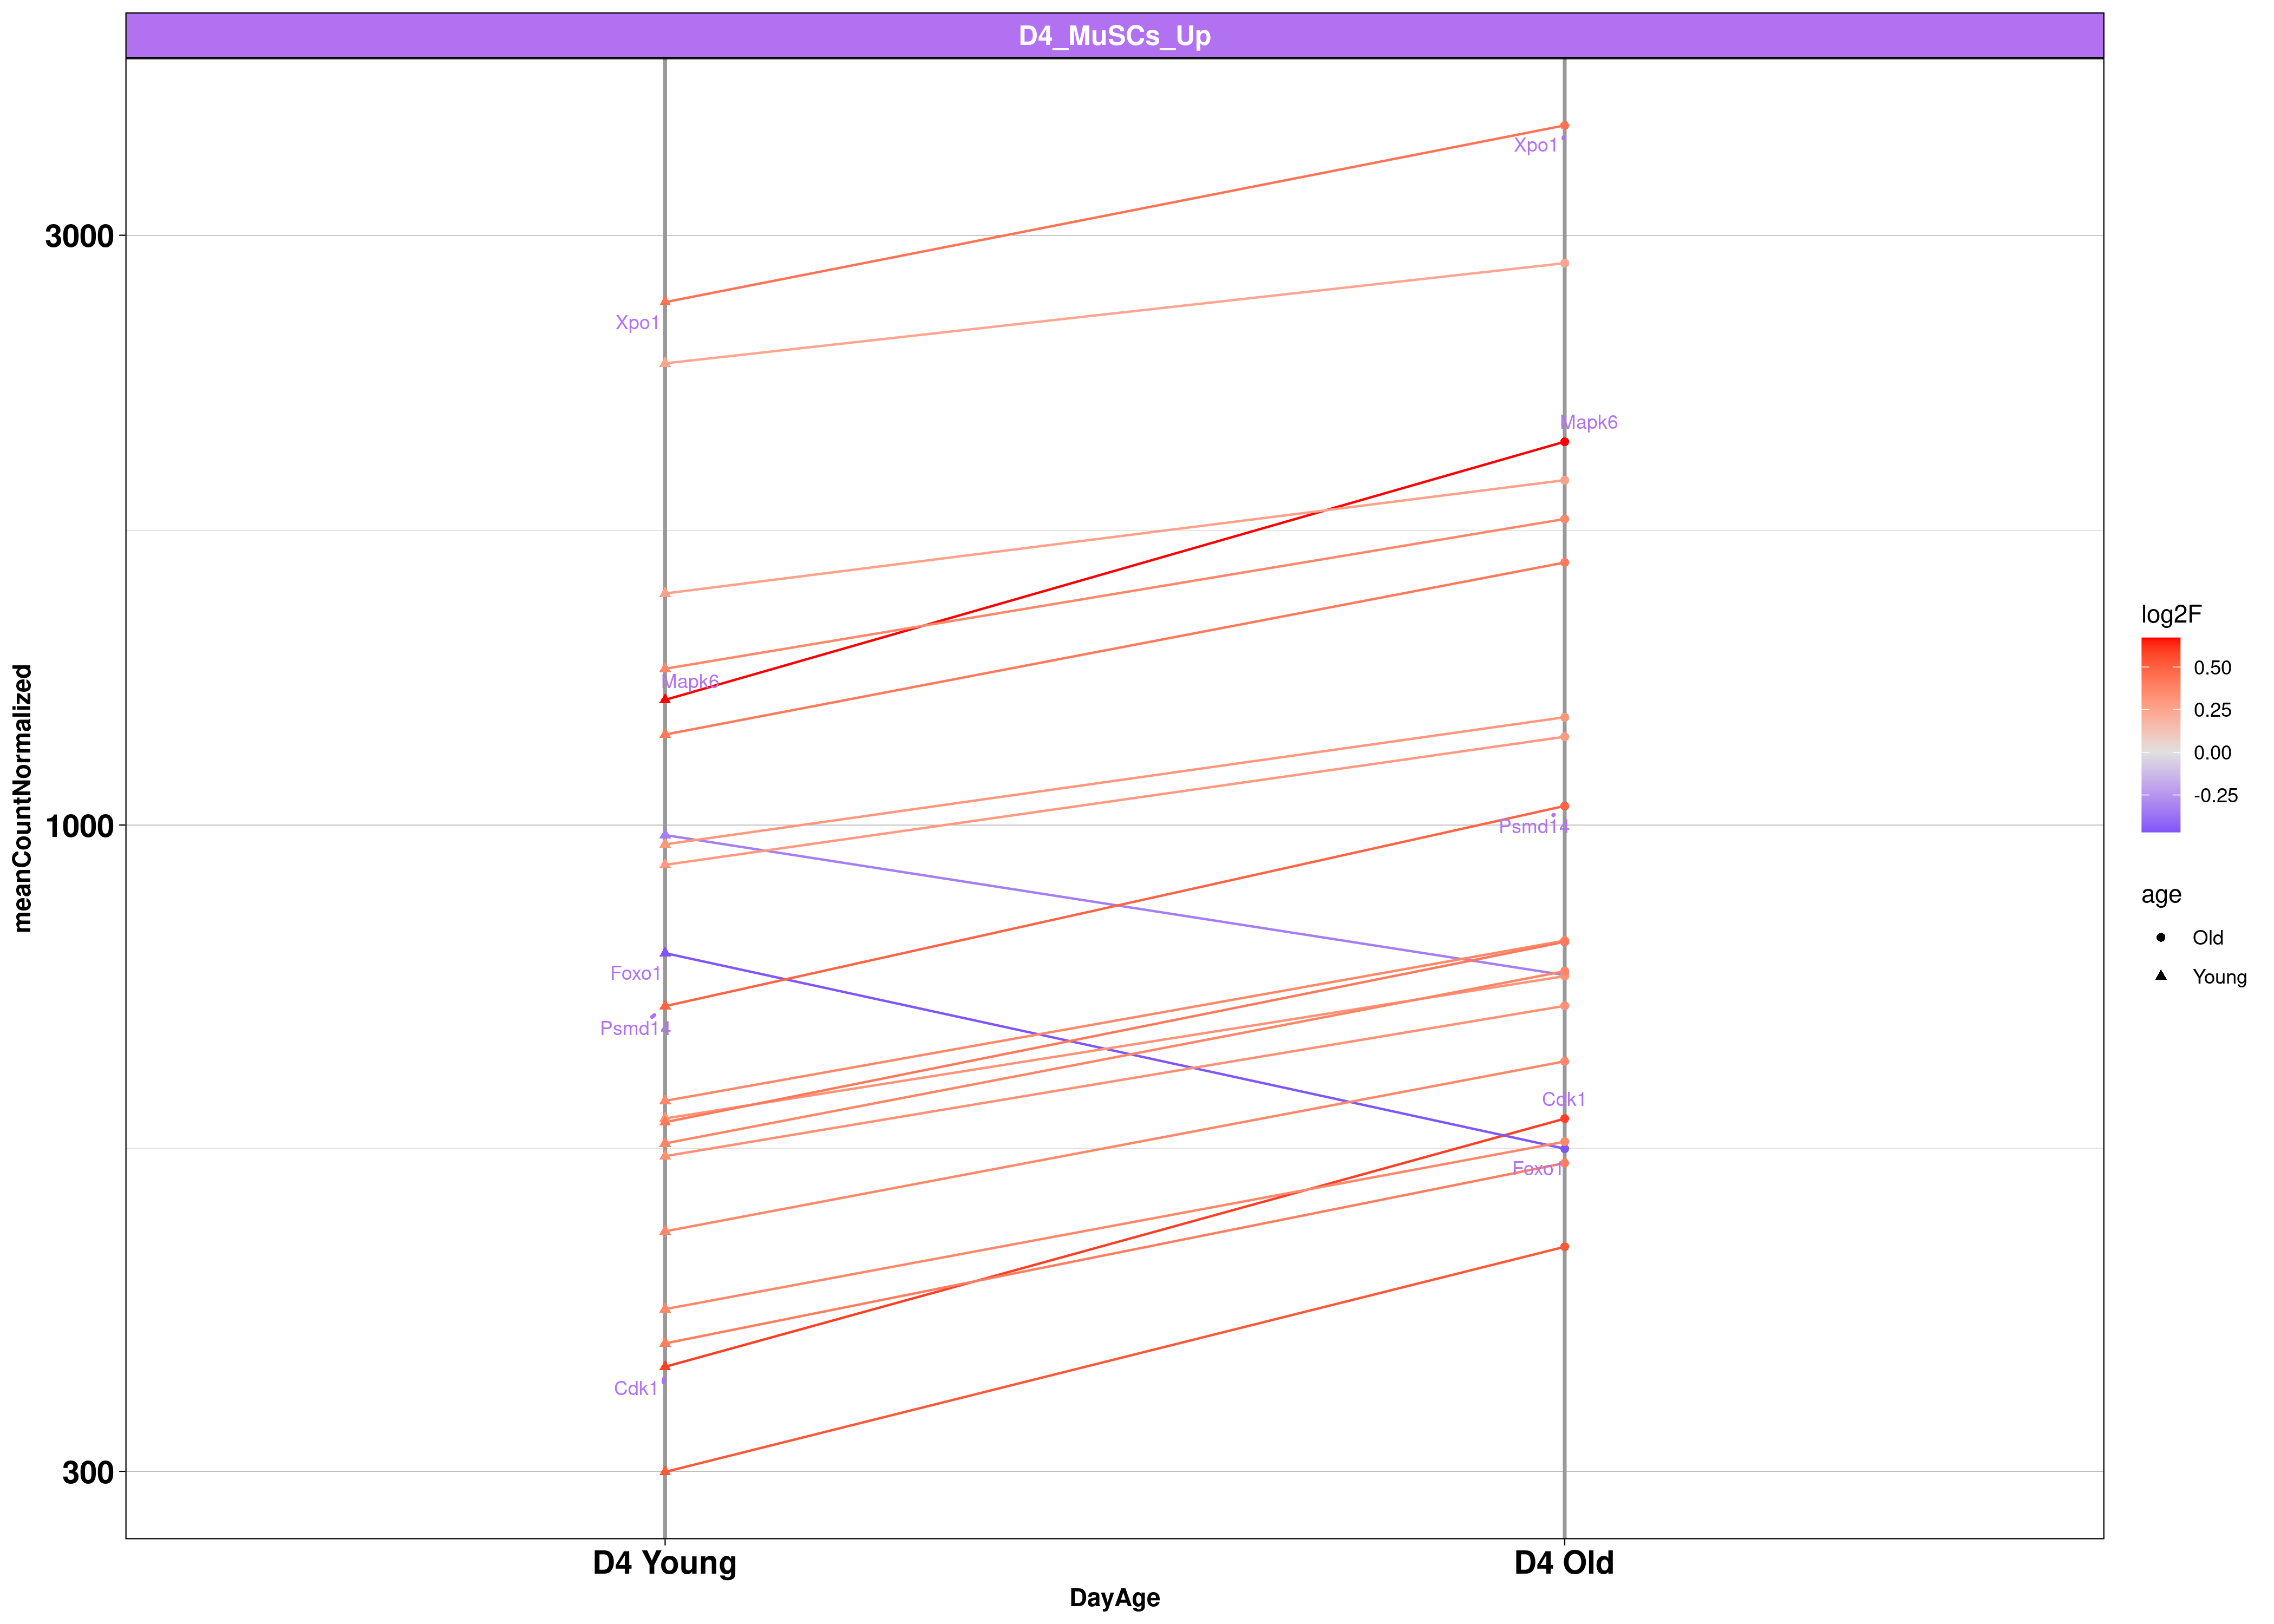 D4_MuSCs_Up
Xpo1
3000
Xpo1
Mapk6
Mapk6
meanCountNormalized
1000
Psmd14
Foxo1
Psmd14
Cdk1
Foxo1
Cdk1
300
D4 Young
D4 Old
DayAge
log2F
0.50
0.25
0.00
-0.25
age
Old
Young